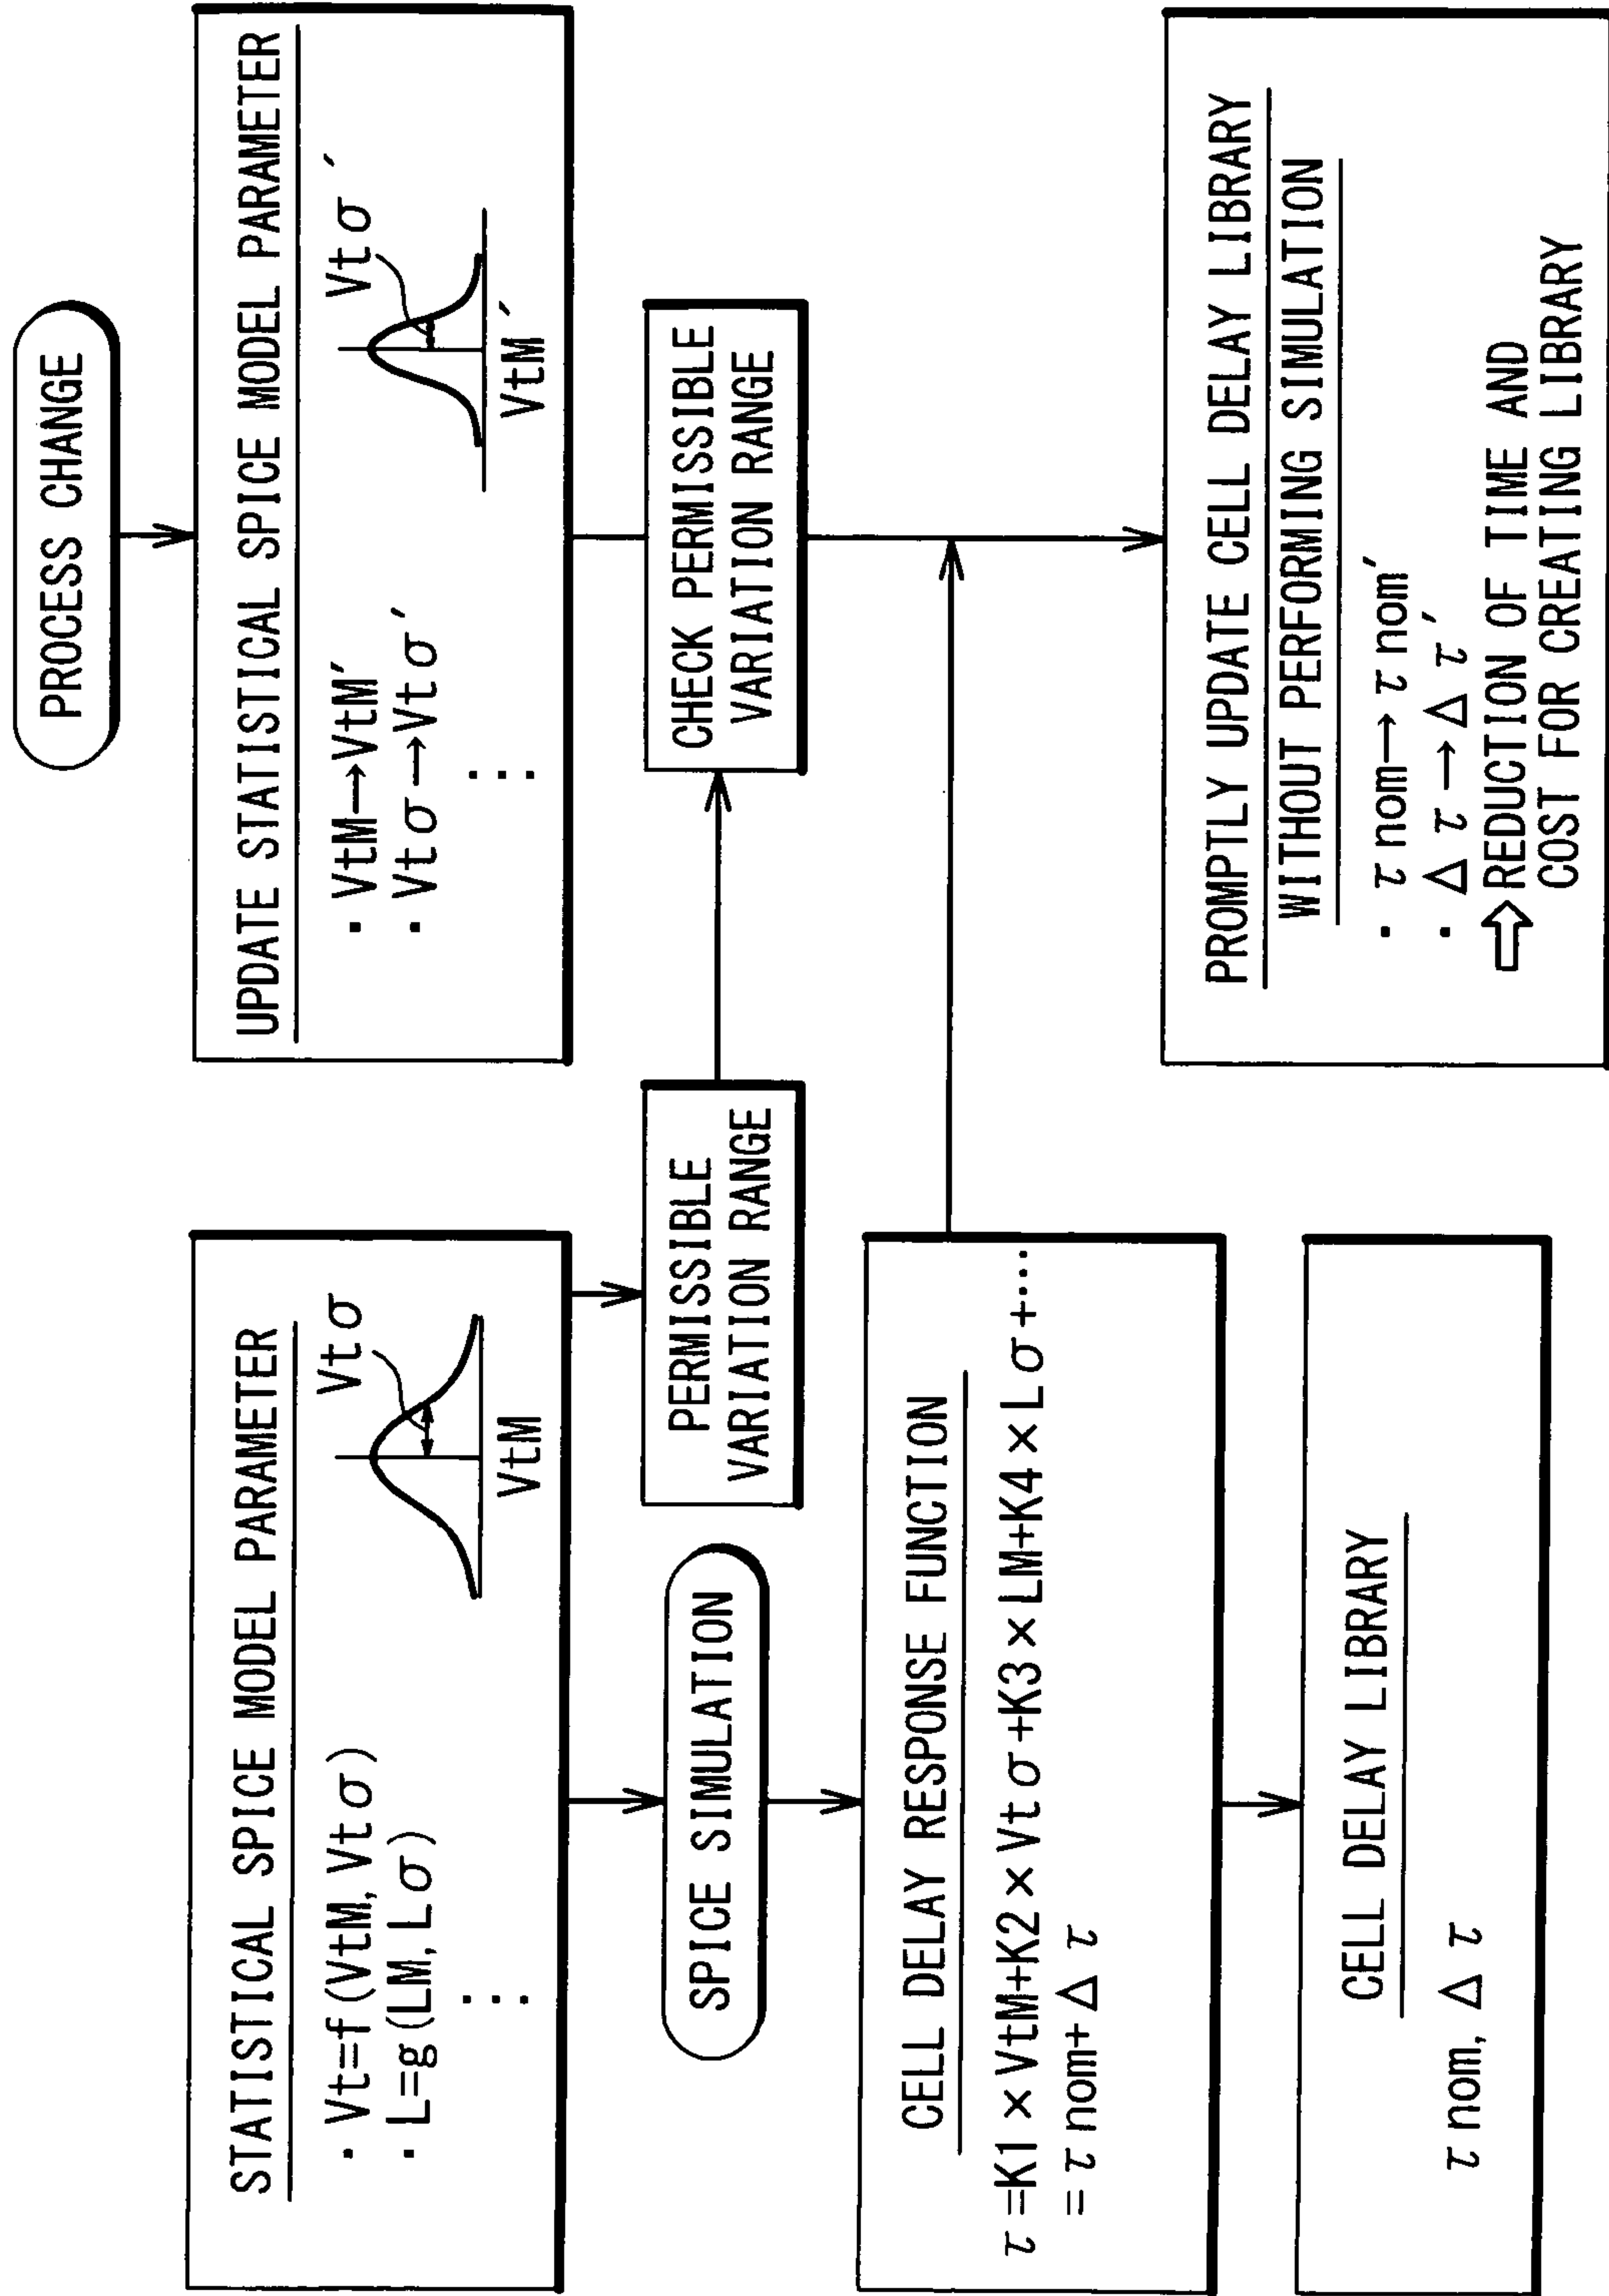 STATISTICAL SPICE MODEL PARAMETER
· Vt=f(VtM, Vtσ)
· L=g(LM, Lσ)
⋮
Vtσ
VtM
SPICE SIMULATION
PERMISSIBLE
VARIATION RANGE
CELL DELAY RESPONSE FUNCTION
τ=K1×VtM+K2×Vtσ+K3×LM+K4×Lσ+···
=τnom+Δτ
CELL DELAY LIBRARY
τnom, Δτ
PROCESS CHANGE
UPDATE STATISTICAL SPICE MODEL PARAMETER
· VtM→VtM′
· Vtσ→Vtσ′
⋮
Vtσ′
VtM′
CHECK PERMISSIBLE
VARIATION RANGE
PROMPTLY UPDATE CELL DELAY LIBRARY
WITHOUT PERFORMING SIMULATION
· τnom→τnom′
· Δτ→Δτ′
⇨REDUCTION OF TIME AND
COST FOR CREATING LIBRARY